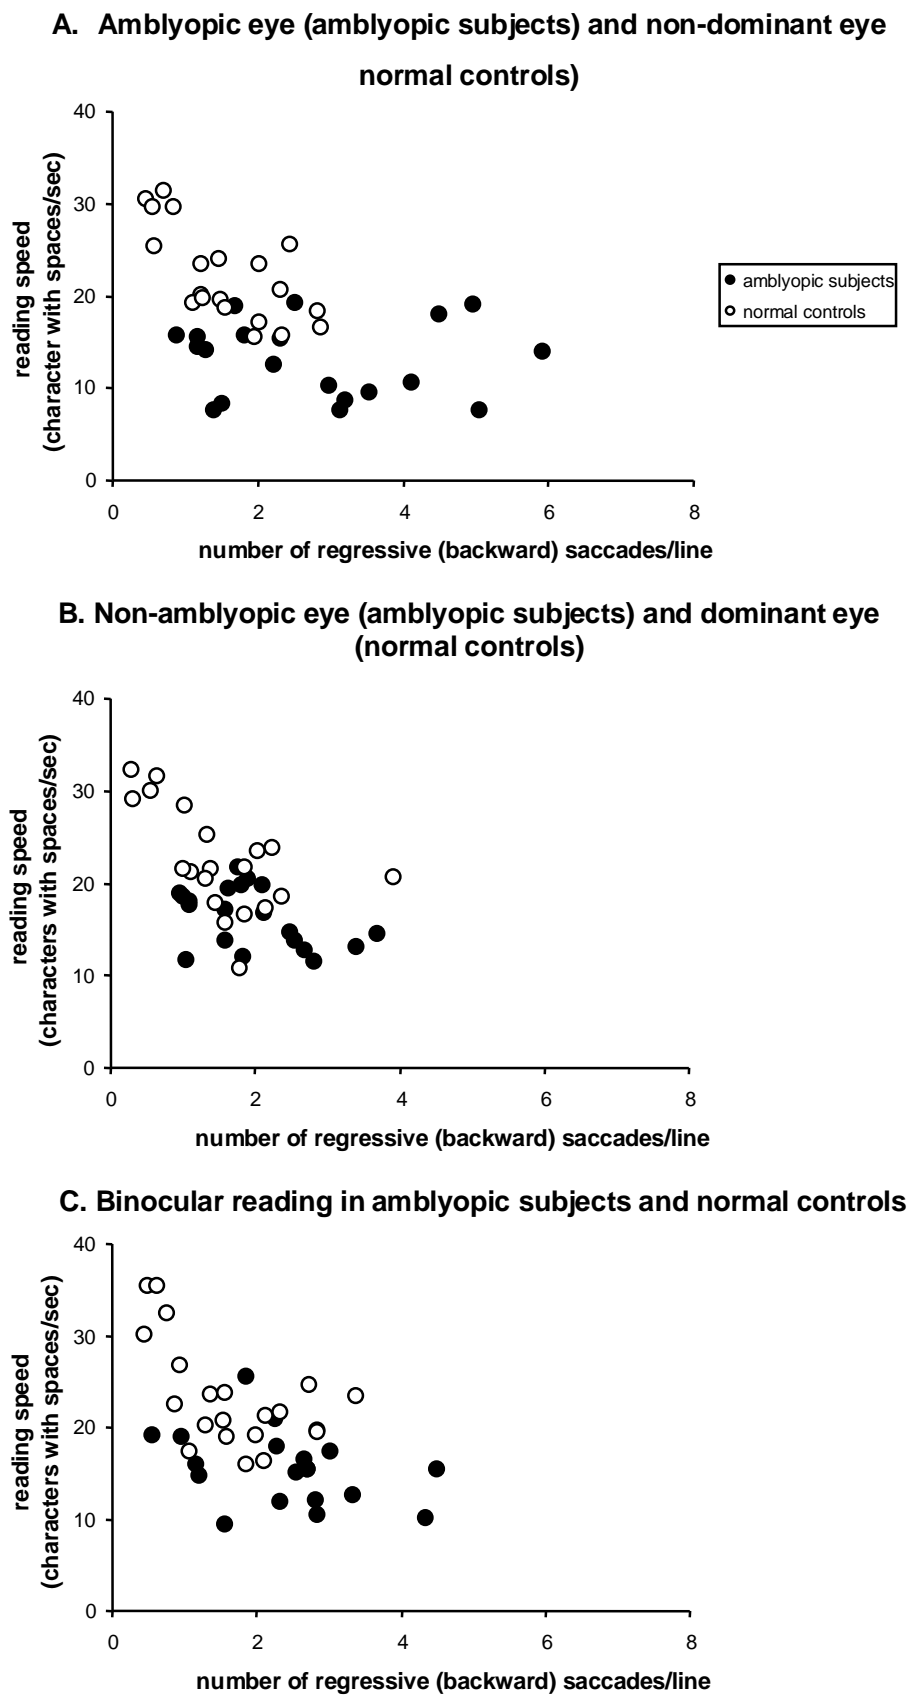 A. Amblyopic eye (amblyopic subjects) and non-dominant eye
normal controls)
40
30
20
10
0
reading speed
(character with spaces/sec)
0 2 4 6 8
number of regressive (backward) saccades/line
amblyopic subjects
normal controls
B. Non-amblyopic eye (amblyopic subjects) and dominant eye
(normal controls)
40
30
20
10
0
reading speed
(characters with spaces/sec)
0 2 4 6 8
number of regressive (backward) saccades/line
C. Binocular reading in amblyopic subjects and normal controls
40
30
20
10
0
reading speed
(characters with spaces/sec)
0 2 4 6 8
number of regressive (backward) saccades/line